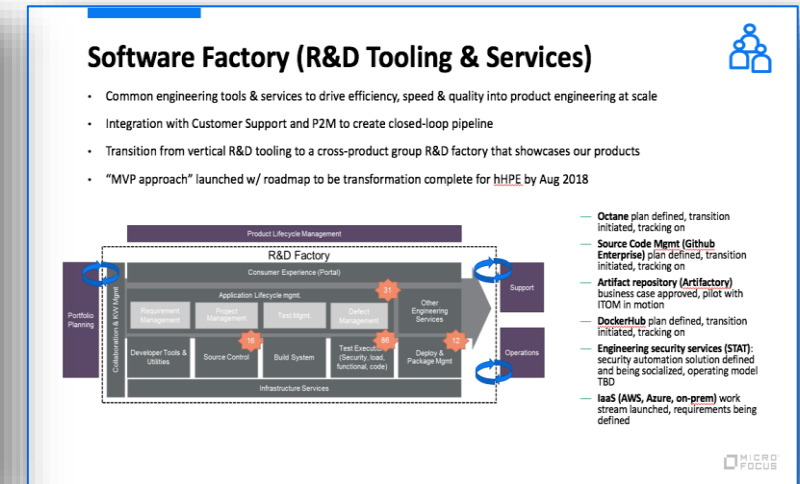 Software Factory (R&D Tooling & Services)
• Common engineering tools & services to drive efficiency, speed & quality into product engineering at scale
• Integration with Customer Support and P2M to create closed-loop pipeline
• Transition from vertical R&D tooling to a cross-product group R&D factory that showcases our products
• “MVP approach” launched w/ roadmap to be transformation complete for hHPE by Aug 2018
Product Lifecycle Management
R&D Factory
Portfolio
Planning
Collaboration & KW Mgmt
Consumer Experience (Portal)
Application Lifecycle mgmt.
31
Requirement
Management
Project
Management
Test Mgmt
Defect
Management
Other
Engineering
Services
Developer Tools &
Utilities
16
Source Control
Build System
86
Test Execut
(Security, load,
functional, code)
12
Deploy &
Package Mgmt
Infrastructure Services
Support
Operations
— Octane plan defined, transition
initiated, tracking on
— Source Code Mgmt (Github
Enterprise) plan defined, transition
initiated, tracking on
— Artifact repository (Artifactory)
business case approved, pilot with
ITOM in motion
— DockerHub plan defined, transition
initiated, tracking on
— Engineering security services (STAT):
security automation solution defined
and being socialized, operating model
TBD
— IaaS (AWS, Azure, on-prem) work
stream launched, requirements being
defined
MICRO
FOCUS